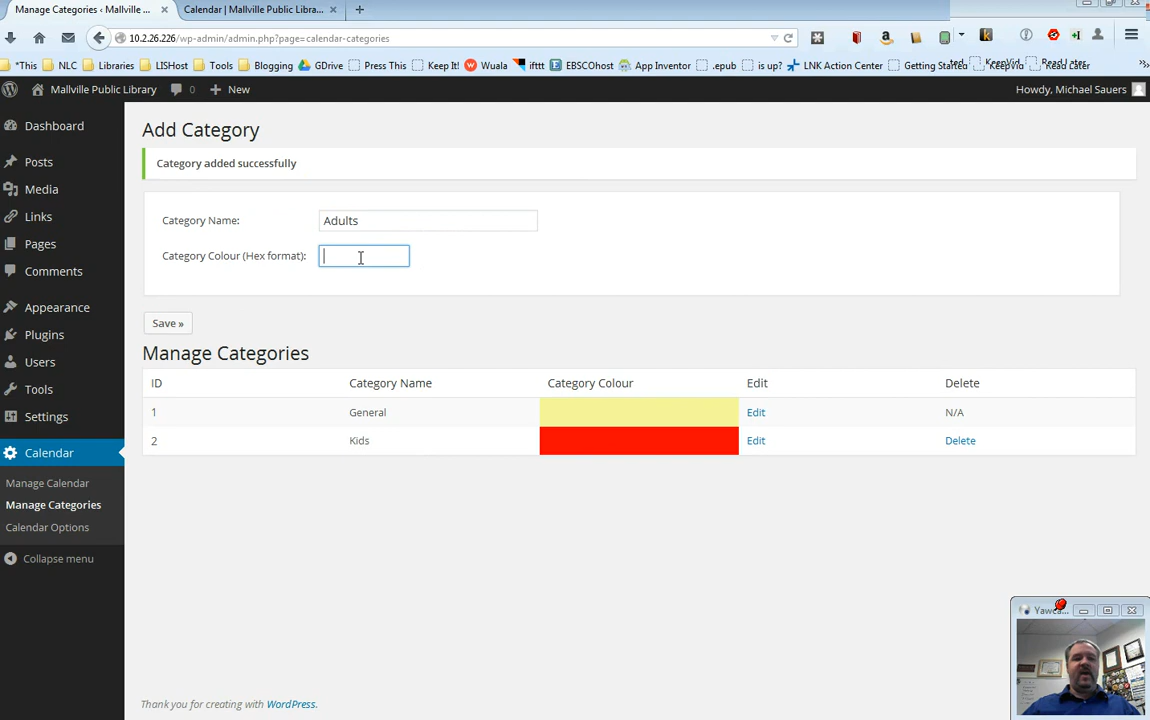 Manage Categories ‹ Mallville ... × Calendar | Mallville Public Libra... × +
10.2.26.226/wp-admin/admin.php?page=calendar-categories
*This NLC Libraries LISHost Tools Blogging GDrive Press This Keep It! Wuala ifttt EBSCOhost App Inventor .epub is up? LNK Action Center Getting Started KeepVid Read Later »
Mallville Public Library 0 + New Howdy, Michael Sauers
Dashboard
Posts
Media
Links
Pages
Comments
Appearance
Plugins
Users
Tools
Settings
Calendar
Manage Calendar
Manage Categories
Calendar Options
Collapse menu
Add Category
Category added successfully
Category Name: Adults
Category Colour (Hex format):
Save »
Manage Categories
ID Category Name Category Colour Edit Delete
1 General Edit N/A
2 Kids Edit Delete
Thank you for creating with WordPress.